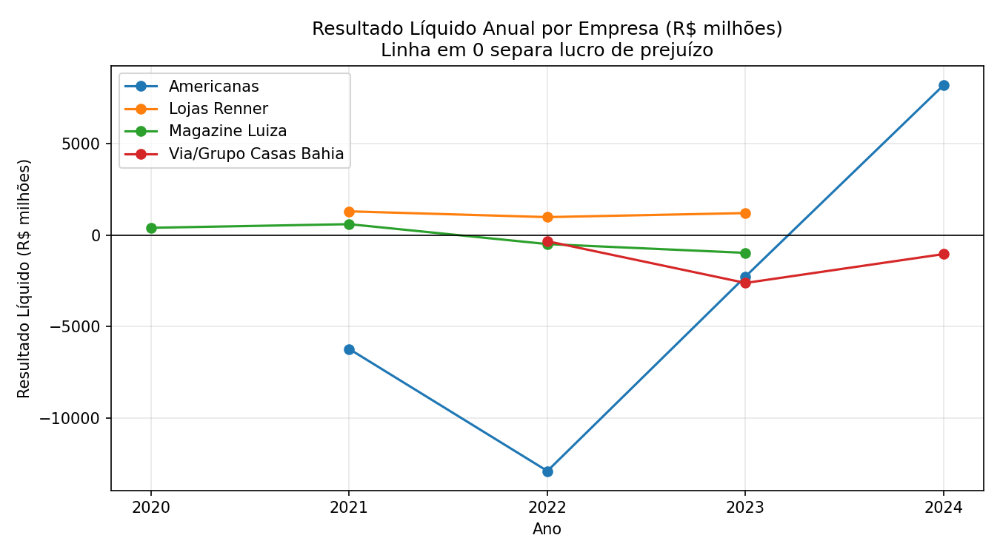 Resultado Líquido Anual por Empresa (R$ milhões)
Linha em 0 separa lucro de prejuízo
Americanas
Lojas Renner
Magazine Luiza
Via/Grupo Casas Bahia
Resultado Líquido (R$ milhões)
5000
0
−5000
−10000
2020
2021
2022
2023
2024
Ano